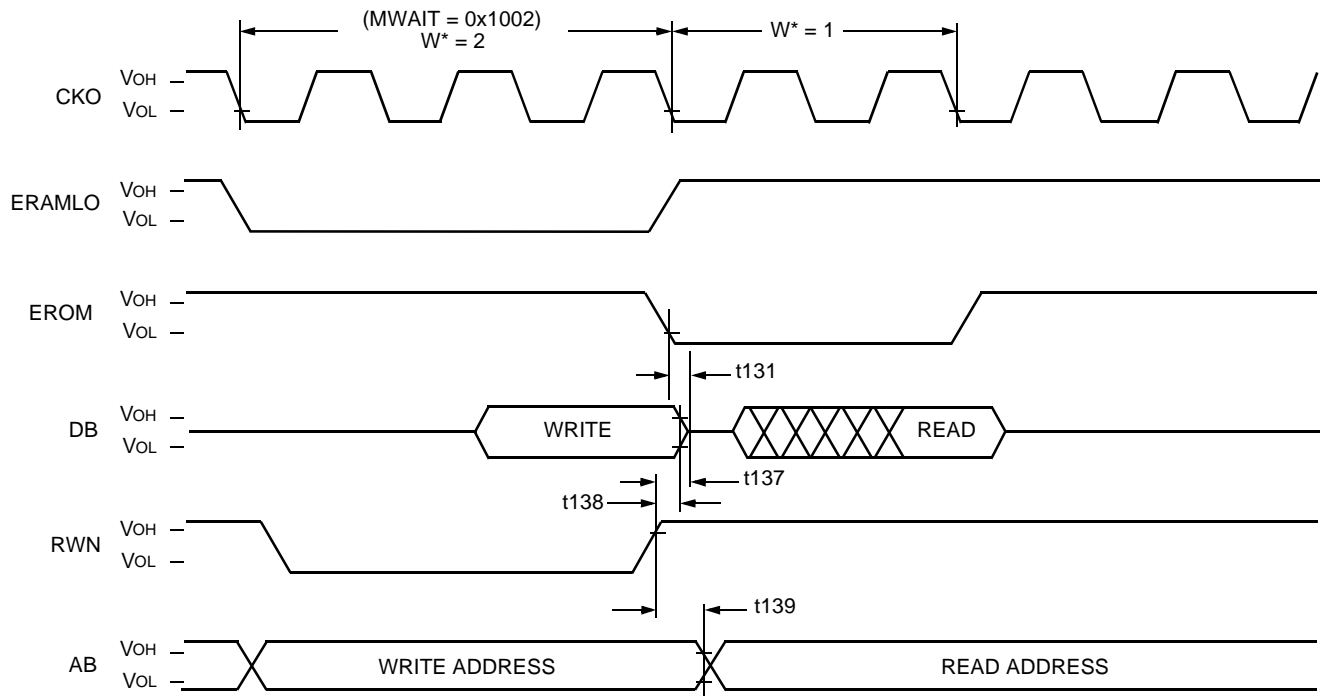 (MWAIT = 0x1002)
W* = 2
W* = 1
CKO
VOH
VOL
ERAMLO
VOH
VOL
EROM
VOH
VOL
t131
DB
VOH
VOL
WRITE
READ
t137
t138
RWN
VOH
VOL
t139
AB
VOH
VOL
WRITE ADDRESS
READ ADDRESS